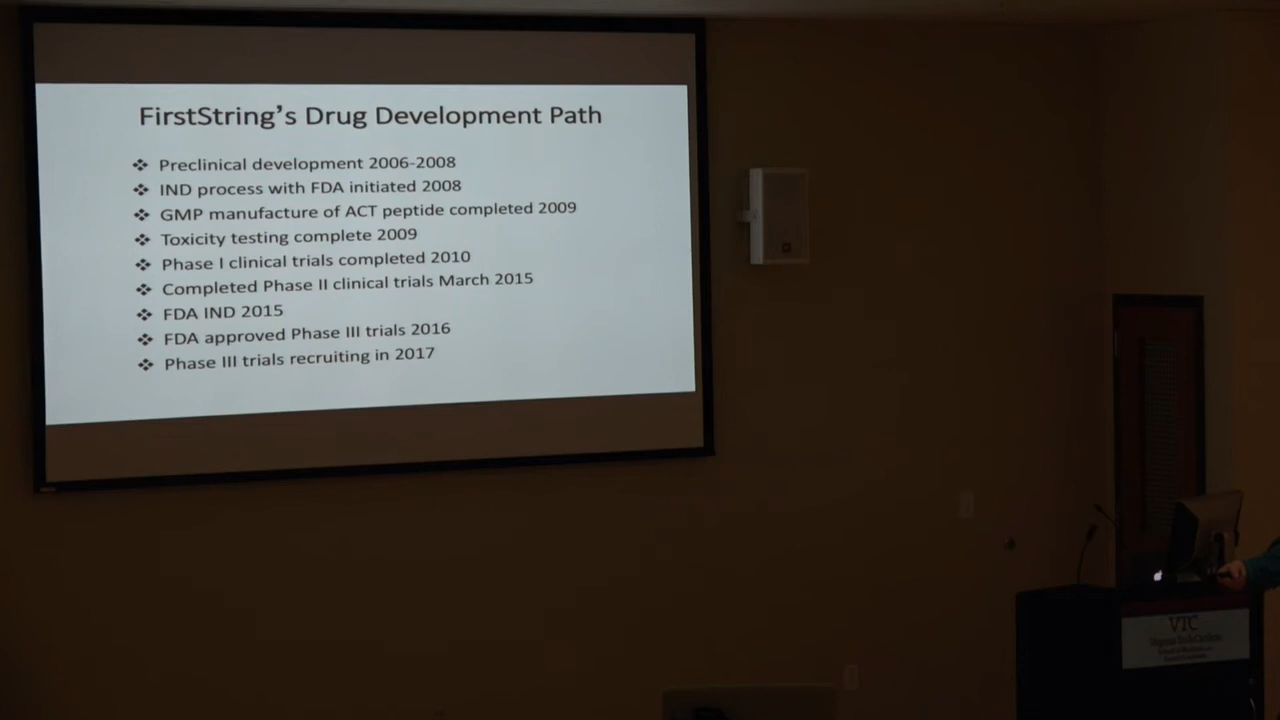 FirstString's Drug Development Path
❖ Preclinical development 2006-2008
❖ IND process with FDA initiated 2008
❖ GMP manufacture of ACT peptide completed 2009
❖ Toxicity testing complete 2009
❖ Phase I clinical trials completed 2010
❖ Completed Phase II clinical trials March 2015
❖ FDA IND 2015
❖ FDA approved Phase III trials 2016
❖ Phase III trials recruiting in 2017
VTC